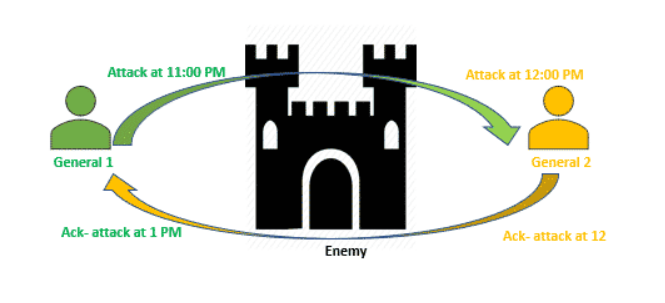 Attack at 11:00 PM
Attack at 12:00 PM
General 1
General 2
Ack- attack at 1 PM
Ack- attack at 12
Enemy